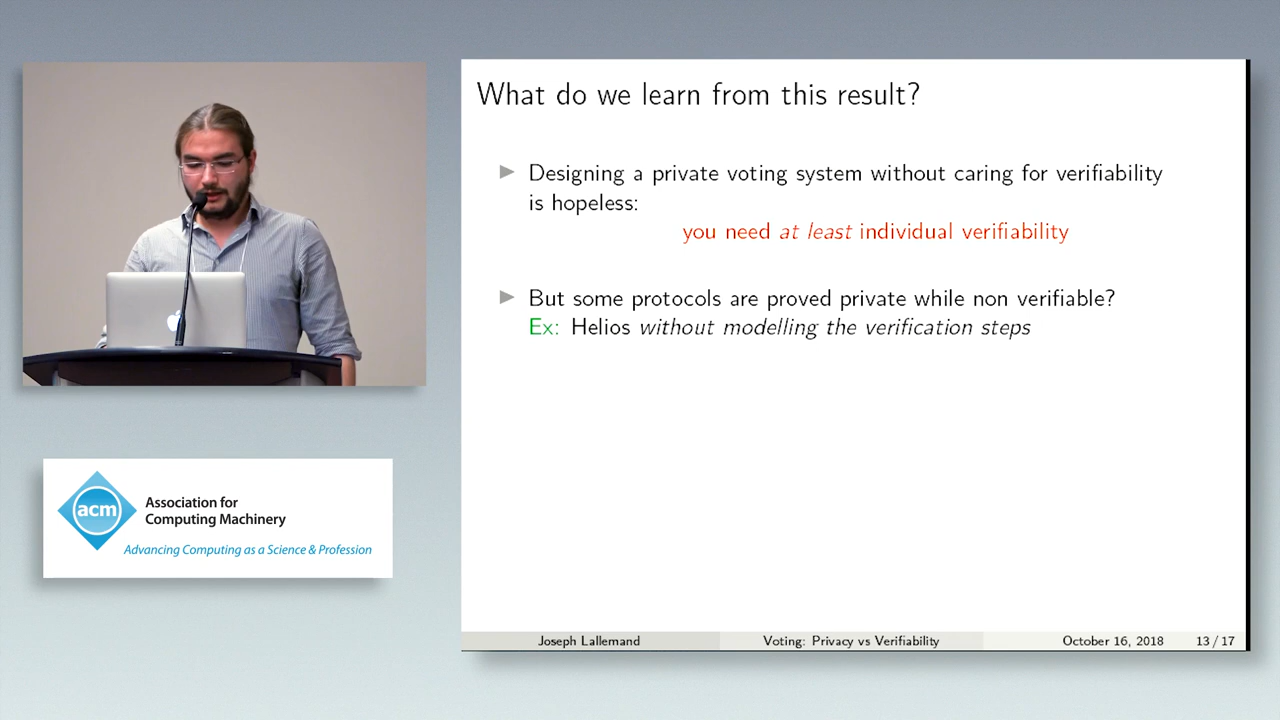 What do we learn from this result?
Designing a private voting system without caring for verifiability
is hopeless:
you need at least individual verifiability
But some protocols are proved private while non verifiable?
Ex: Helios without modelling the verification steps
acm
Association for
Computing Machinery
Advancing Computing as a Science & Profession
Joseph Lallemand
Voting: Privacy vs Verifiability
October 16, 2018
13 / 17